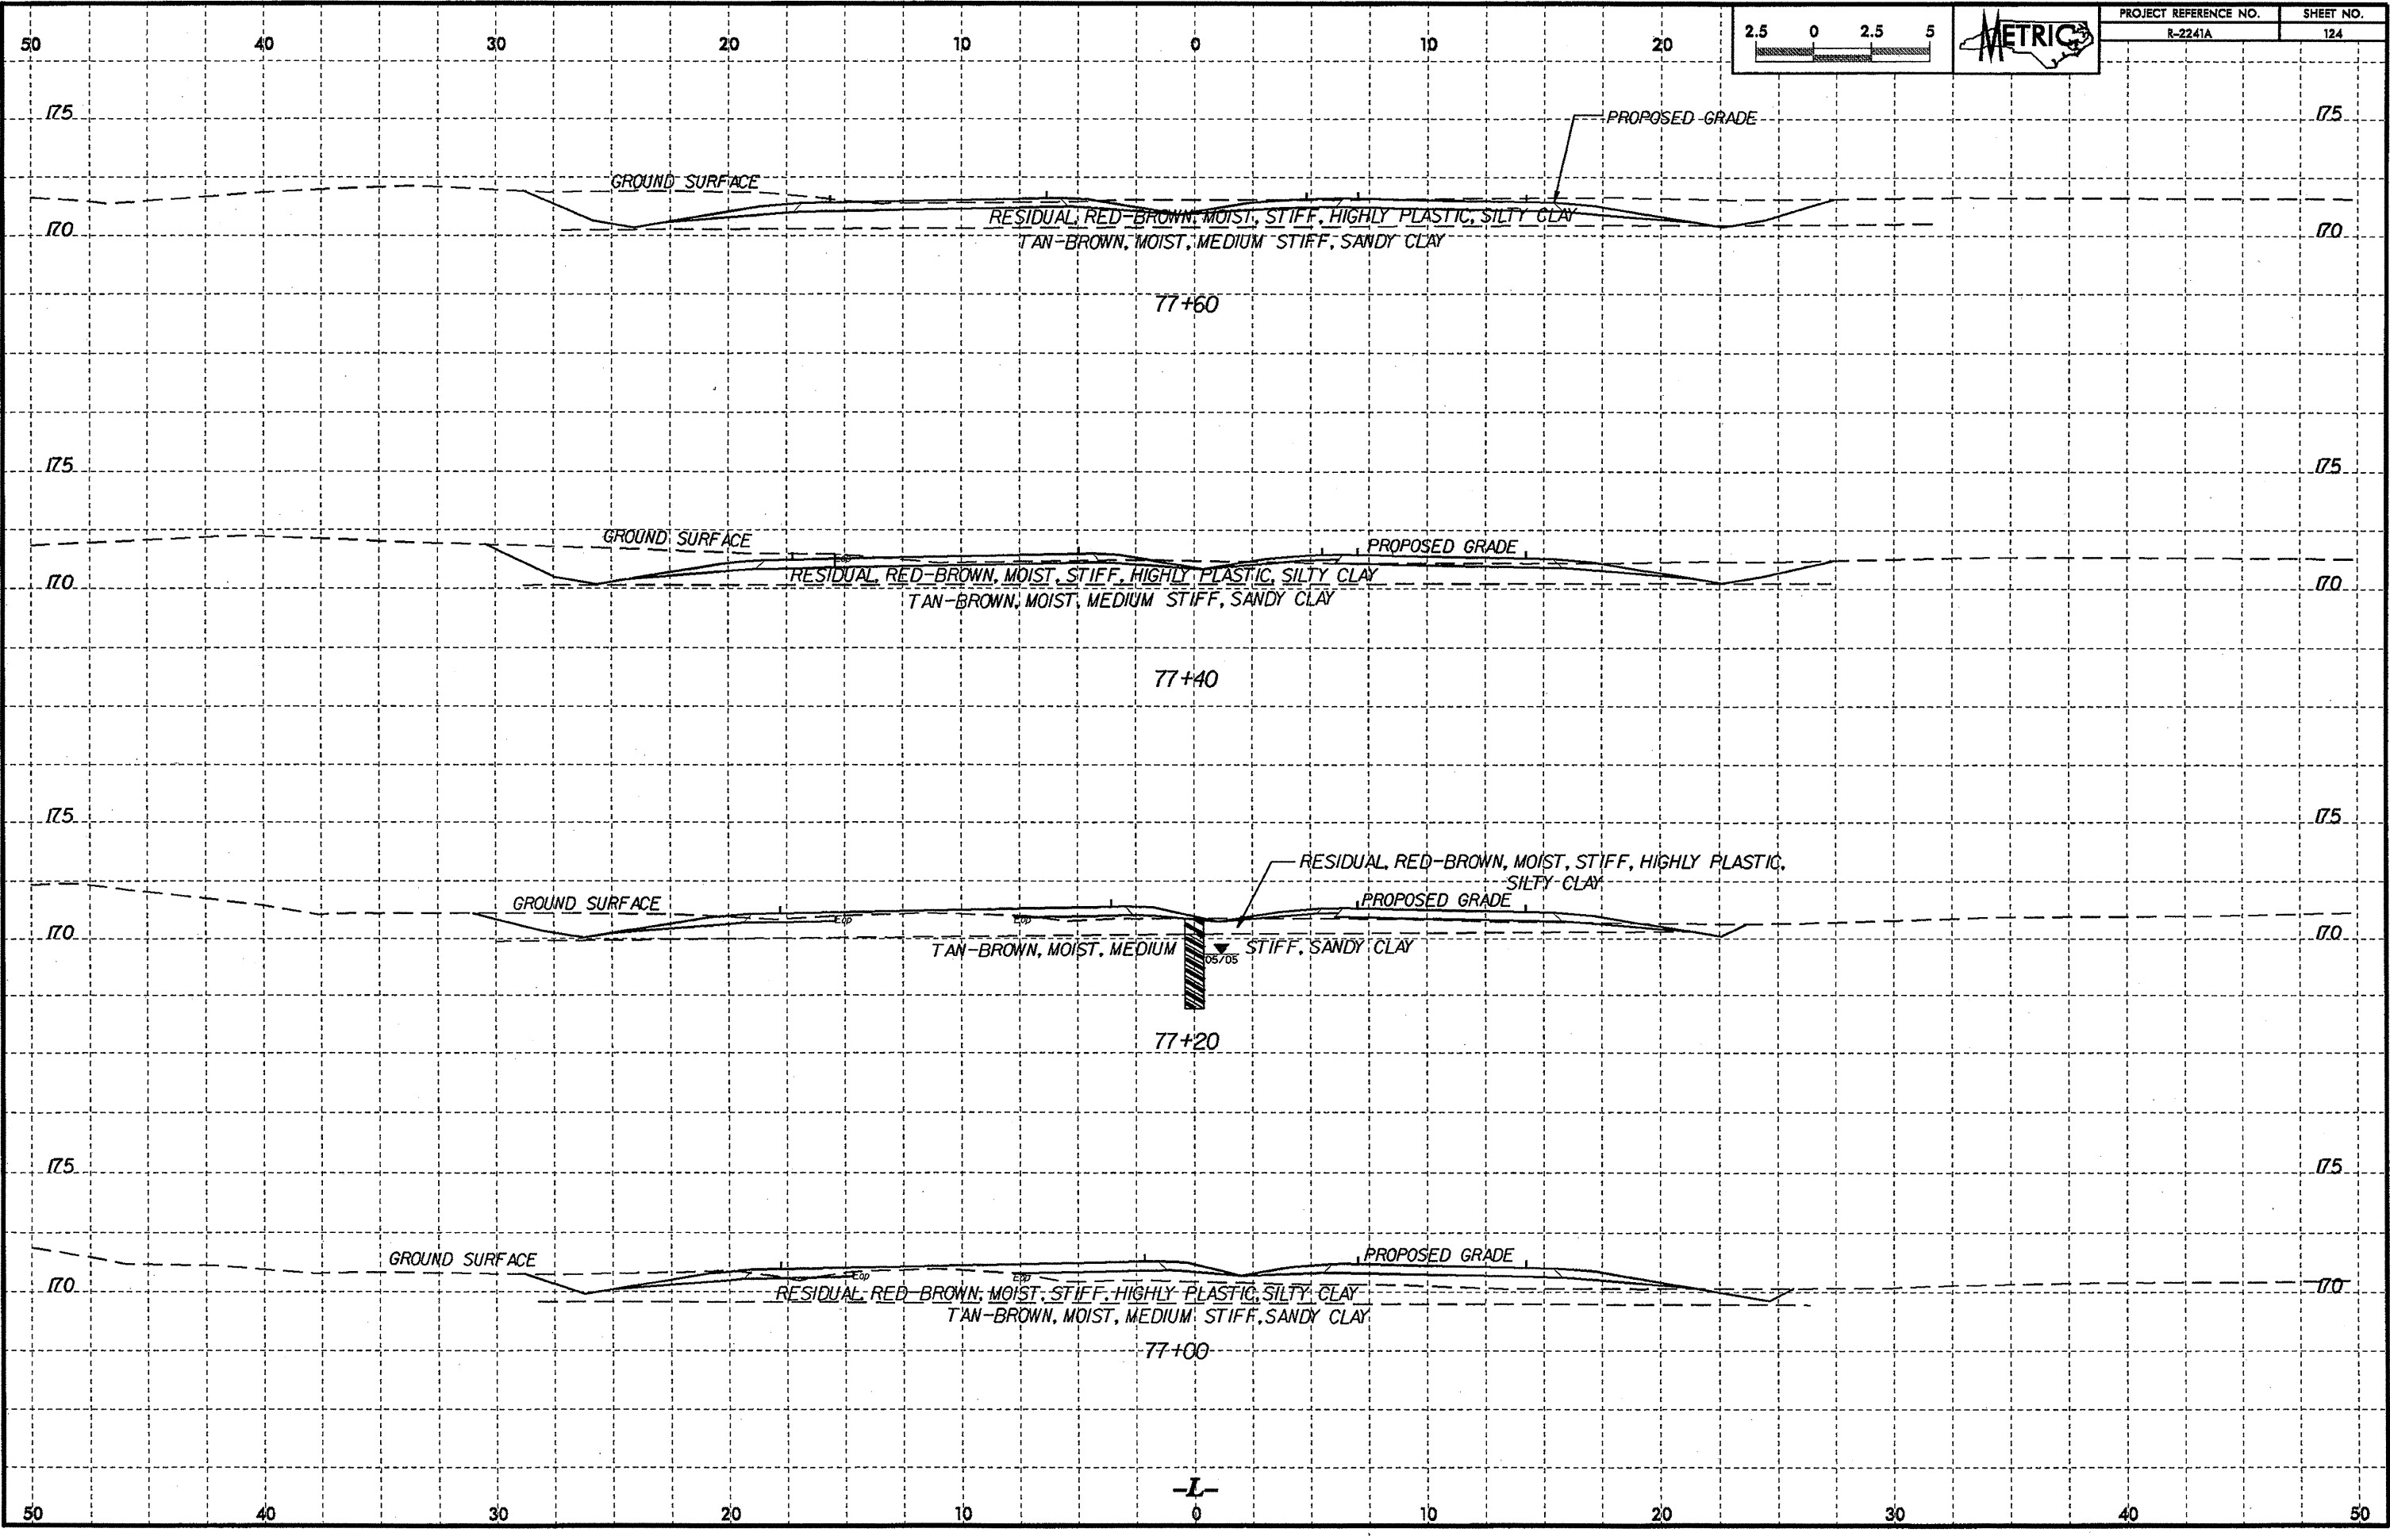 PROJECT REFERENCE NO. SHEET NO.
R-2241A 124
METRIC
2.5 0 2.5 5
50 40 30 20 10 0 10 20
175 175
PROPOSED GRADE
GROUND SURFACE
RESIDUAL, RED-BROWN, MOIST, STIFF, HIGHLY PLASTIC, SILTY CLAY
170 170
TAN-BROWN, MOIST, MEDIUM STIFF, SANDY CLAY
77+60
175 175
GROUND SURFACE
PROPOSED GRADE
Eop
RESIDUAL, RED-BROWN, MOIST, STIFF, HIGHLY PLASTIC, SILTY CLAY
170 170
TAN-BROWN, MOIST, MEDIUM STIFF, SANDY CLAY
77+40
175 175
RESIDUAL, RED-BROWN, MOIST, STIFF, HIGHLY PLASTIC,
SILTY CLAY
GROUND SURFACE
PROPOSED GRADE
Eop Eop
170 170
TAN-BROWN, MOIST, MEDIUM STIFF, SANDY CLAY
05/05
77+20
175 175
GROUND SURFACE
PROPOSED GRADE
Eop Eop
170 170
RESIDUAL, RED-BROWN, MOIST, STIFF, HIGHLY PLASTIC, SILTY CLAY
TAN-BROWN, MOIST, MEDIUM STIFF, SANDY CLAY
77+00
-L-
50 40 30 20 10 0 10 20 30 40 50